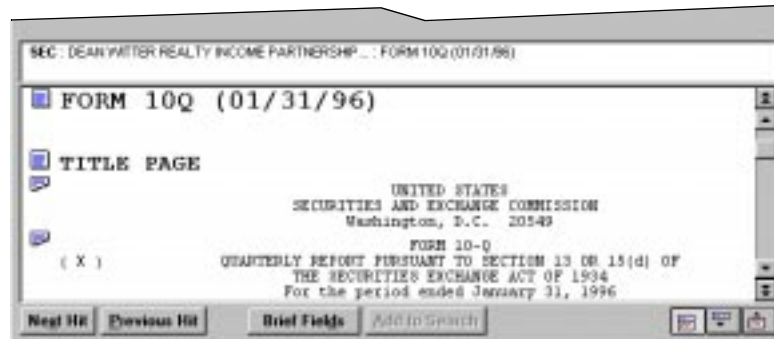 SEC : DEAN WITTER REALTY INCOME PARTNERSHIP ... : FORM 10Q (01/31/96)
FORM 10Q (01/31/96)
TITLE PAGE
UNITED STATES
SECURITIES AND EXCHANGE COMMISSION
Washington, D.C. 20549
FORM 10-Q
( X ) QUARTERLY REPORT PURSUANT TO SECTION 13 OR 15(d) OF
THE SECURITIES EXCHANGE ACT OF 1934
For the period ended January 31, 1996
Next Hit Previous Hit Brief Fields Add to Search